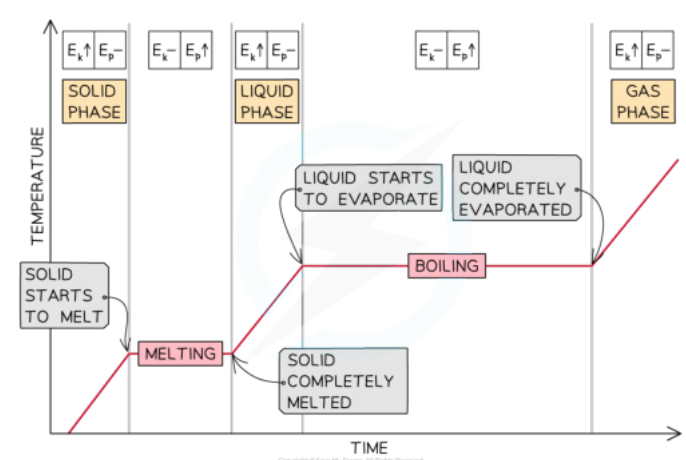 Ek↑ Ep–
Ek– Ep↑
Ek↑ Ep–
Ek– Ep↑
Ek↑ Ep–
SOLID
PHASE
LIQUID
PHASE
GAS
PHASE
TEMPERATURE
LIQUID STARTS
TO EVAPORATE
LIQUID
COMPLETELY
EVAPORATED
SOLID
STARTS
TO MELT
BOILING
MELTING
SOLID
COMPLETELY
MELTED
TIME